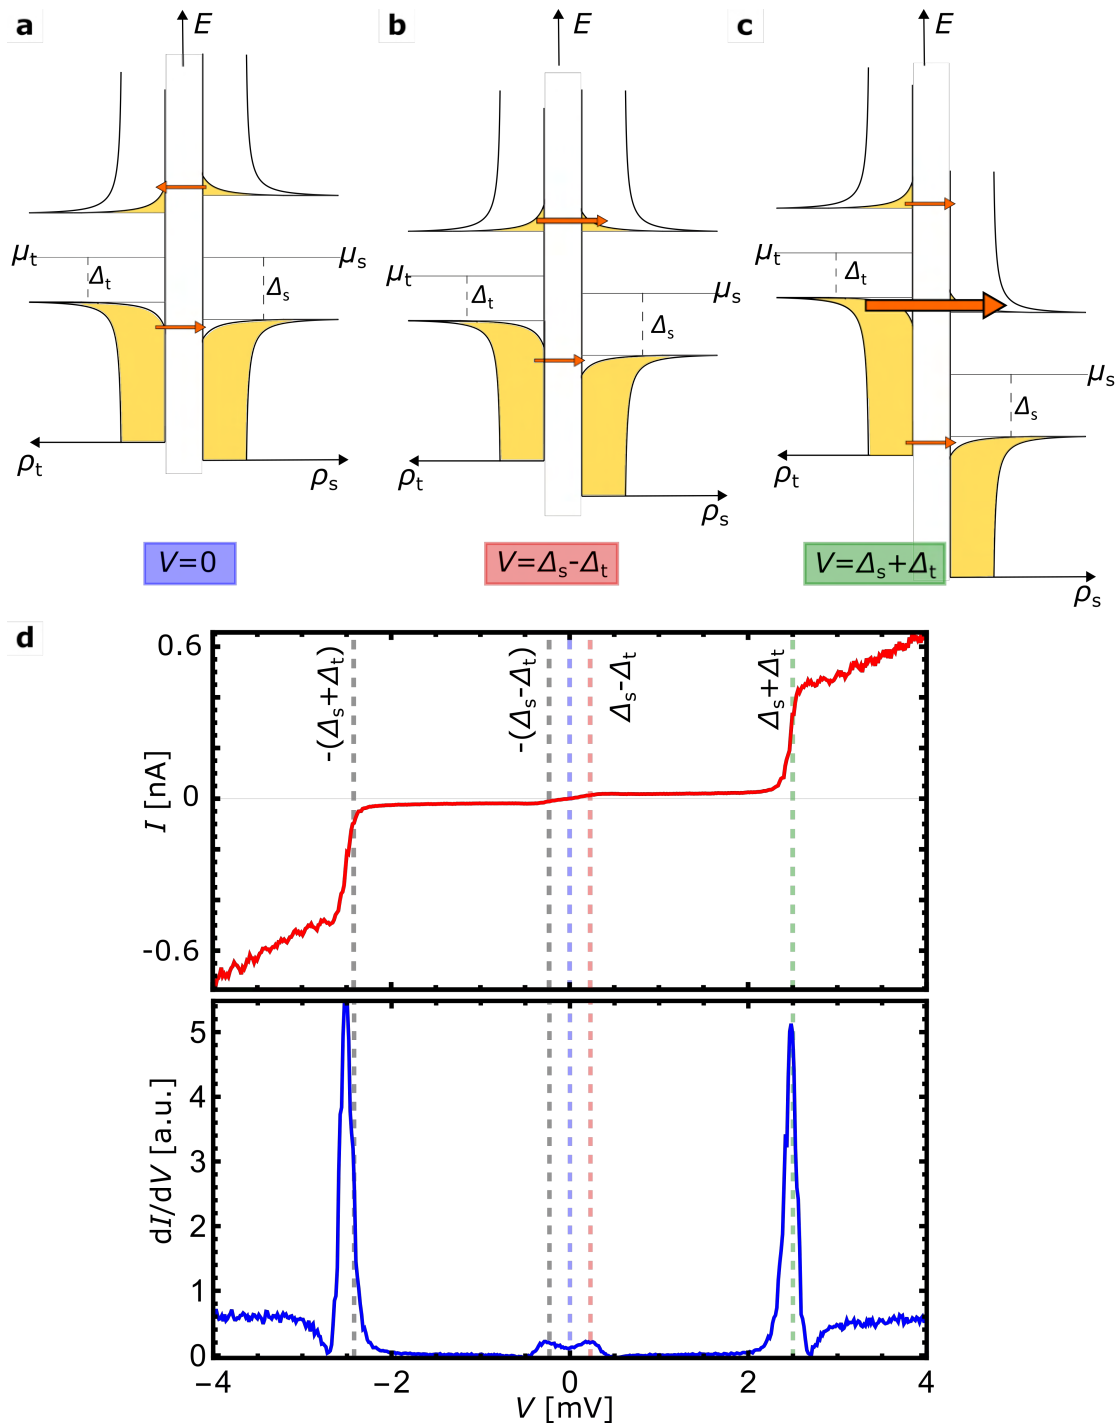 a
E
μt
μs
Δt
Δs
ρt
ρs
V=0
b
E
μt
μs
Δt
Δs
ρt
ρs
V=Δs-Δt
c
E
μt
μs
Δt
Δs
ρt
ρs
V=Δs+Δt
d
0.6
0
-0.6
I [nA]
-(Δs+Δt)
-(Δs-Δt)
Δs-Δt
Δs+Δt
5
4
3
2
1
0
dI/dV [a.u.]
−4
−2
0
2
4
V [mV]